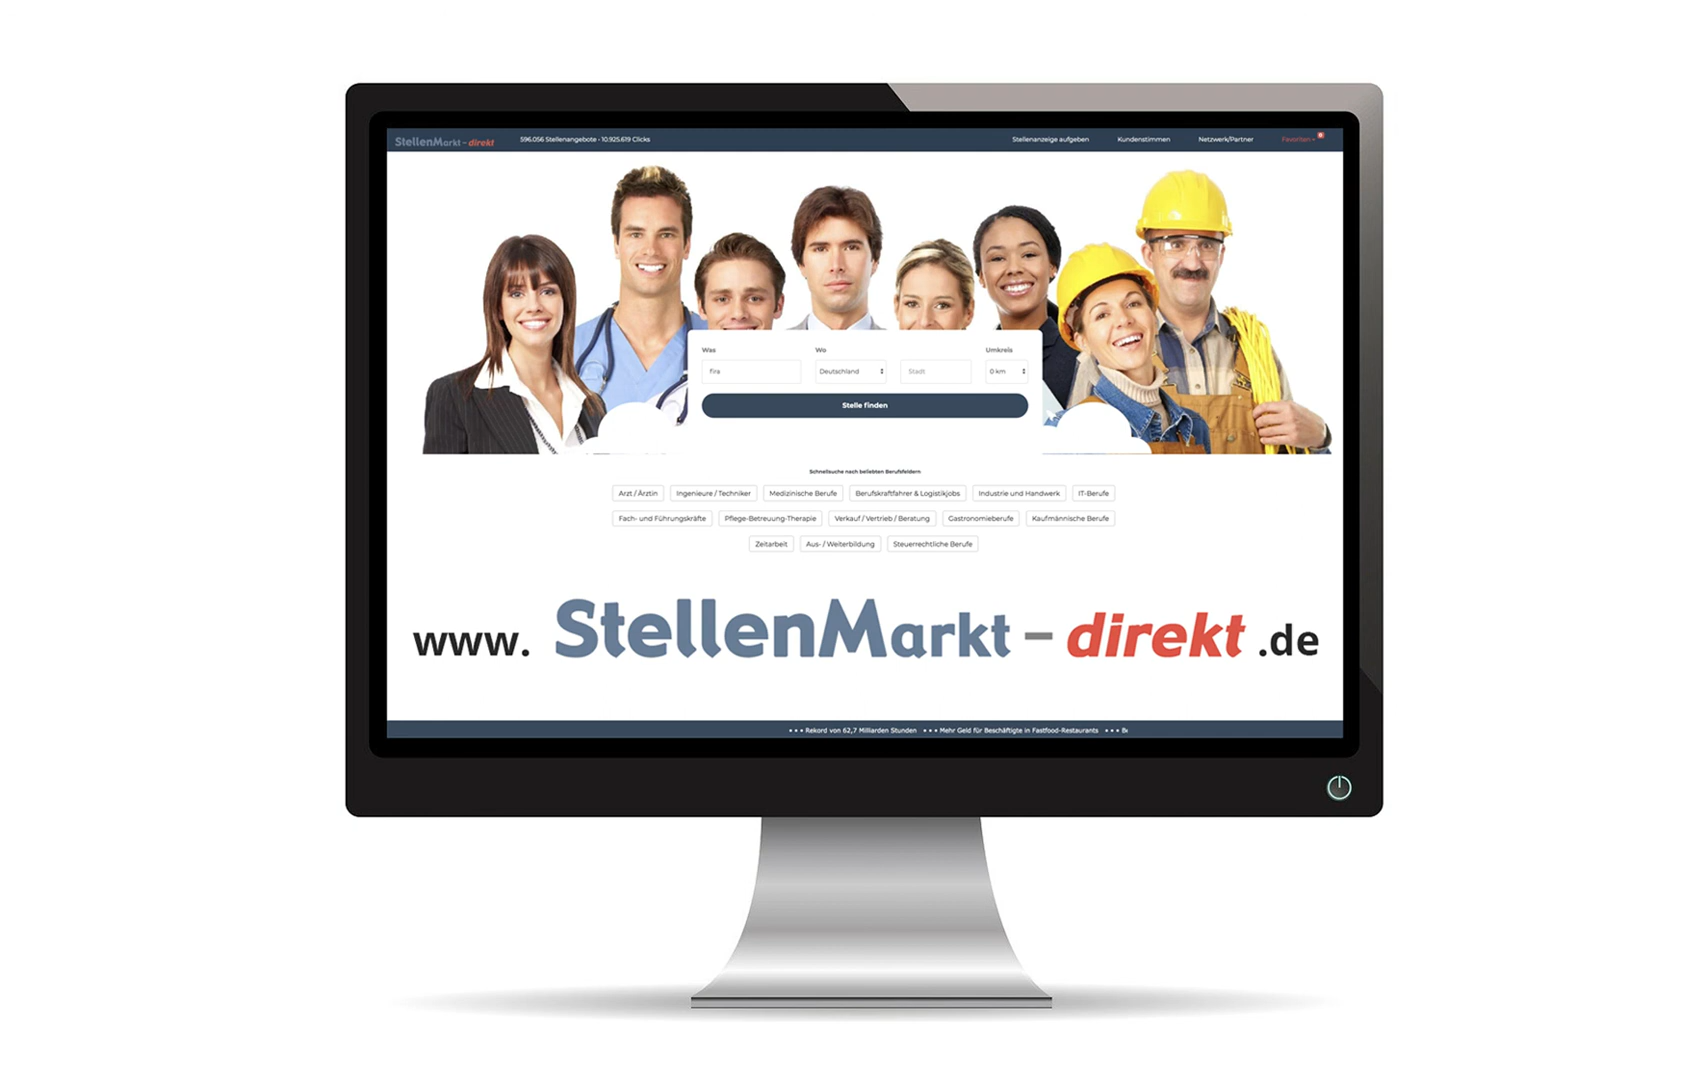 StellenMarkt - direkt 596.056 Stellenangebote • 10.925.619 Clicks Stellenanzeige aufgeben Kundenstimmen Netzwerk/Partner Favoriten
Was Wo Umkreis
fira Deutschland Stadt 0 km
Stelle finden
Schnellsuche nach beliebten Berufsfeldern
Arzt / Ärztin Ingenieure / Techniker Medizinische Berufe Berufskraftfahrer & Logistikjobs Industrie und Handwerk IT-Berufe
Fach- und Führungskräfte Pflege-Betreuung-Therapie Verkauf / Vertrieb / Beratung Gastronomieberufe Kaufmännische Berufe
Zeitarbeit Aus- / Weiterbildung Steuerrechtliche Berufe
www. StellenMarkt - direkt .de
• • • Rekord von 62,7 Milliarden Stunden • • • Mehr Geld für Beschäftigte in Fastfood-Restaurants • • •